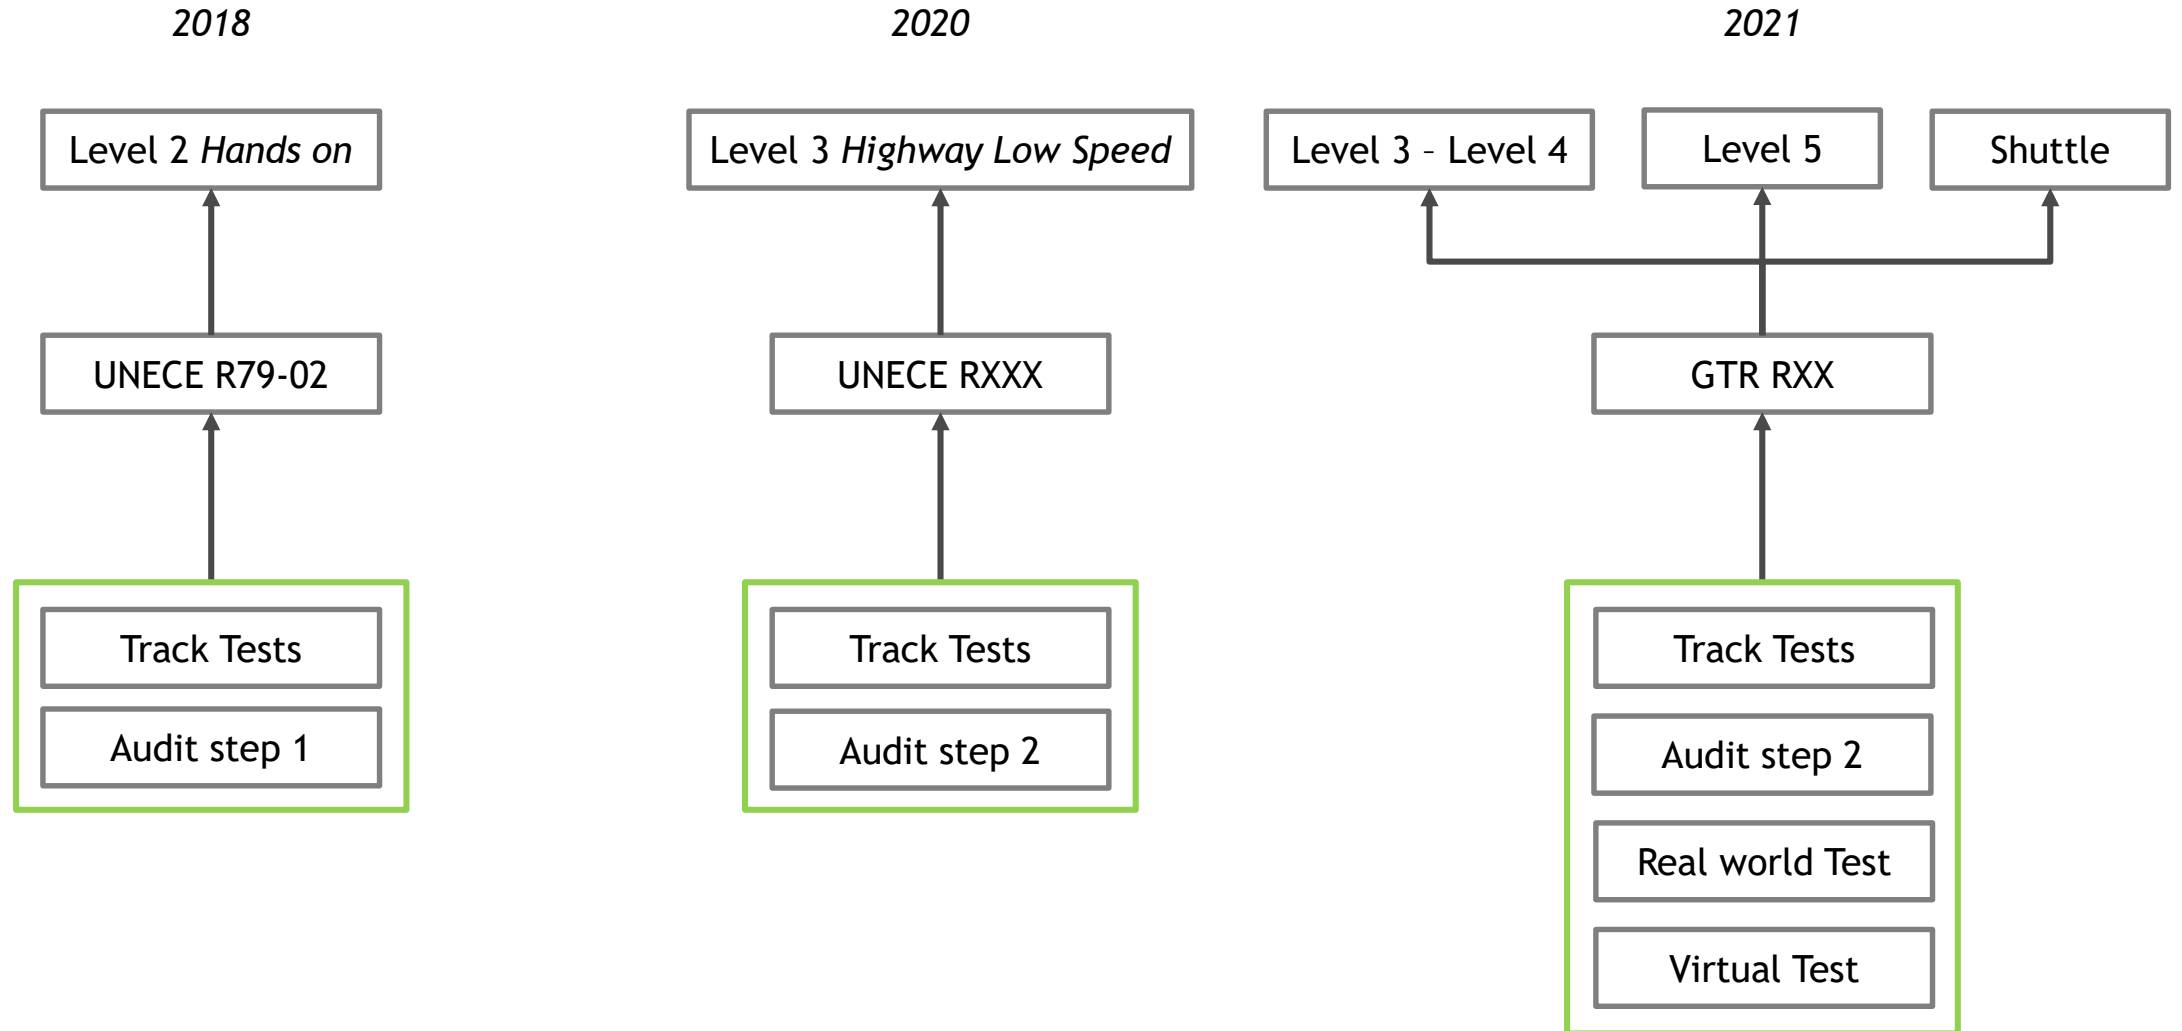 2018
2020
2021
Level 2 Hands on
Level 3 Highway Low Speed
Level 3 – Level 4
Level 5
Shuttle
UNECE R79-02
UNECE RXXX
GTR RXX
Track Tests
Audit step 1
Track Tests
Audit step 2
Track Tests
Audit step 2
Real world Test
Virtual Test